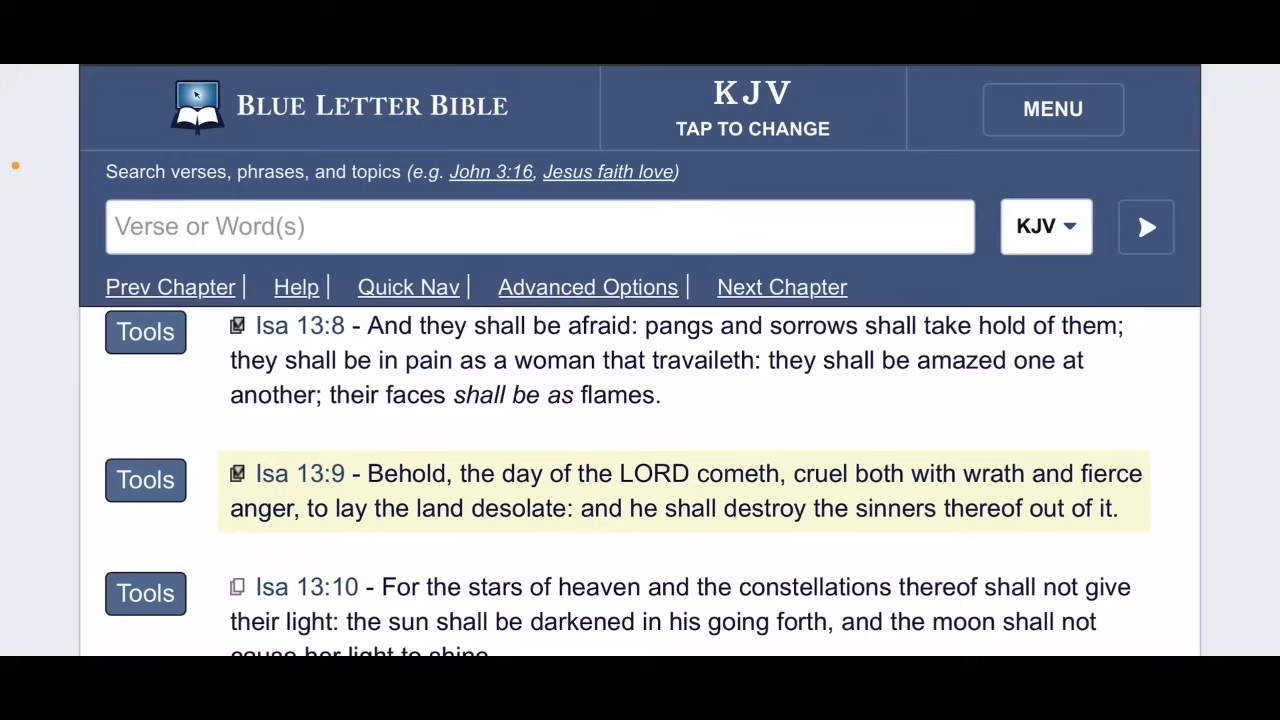 BLUE LETTER BIBLE
KJV
TAP TO CHANGE
MENU
Search verses, phrases, and topics (e.g. John 3:16, Jesus faith love)
Verse or Word(s)
KJV
Prev Chapter | Help | Quick Nav | Advanced Options | Next Chapter
Tools
Isa 13:8 - And they shall be afraid: pangs and sorrows shall take hold of them;
they shall be in pain as a woman that travaileth: they shall be amazed one at
another; their faces shall be as flames.
Tools
Isa 13:9 - Behold, the day of the LORD cometh, cruel both with wrath and fierce
anger, to lay the land desolate: and he shall destroy the sinners thereof out of it.
Tools
Isa 13:10 - For the stars of heaven and the constellations thereof shall not give
their light: the sun shall be darkened in his going forth, and the moon shall not
cause her light to shine